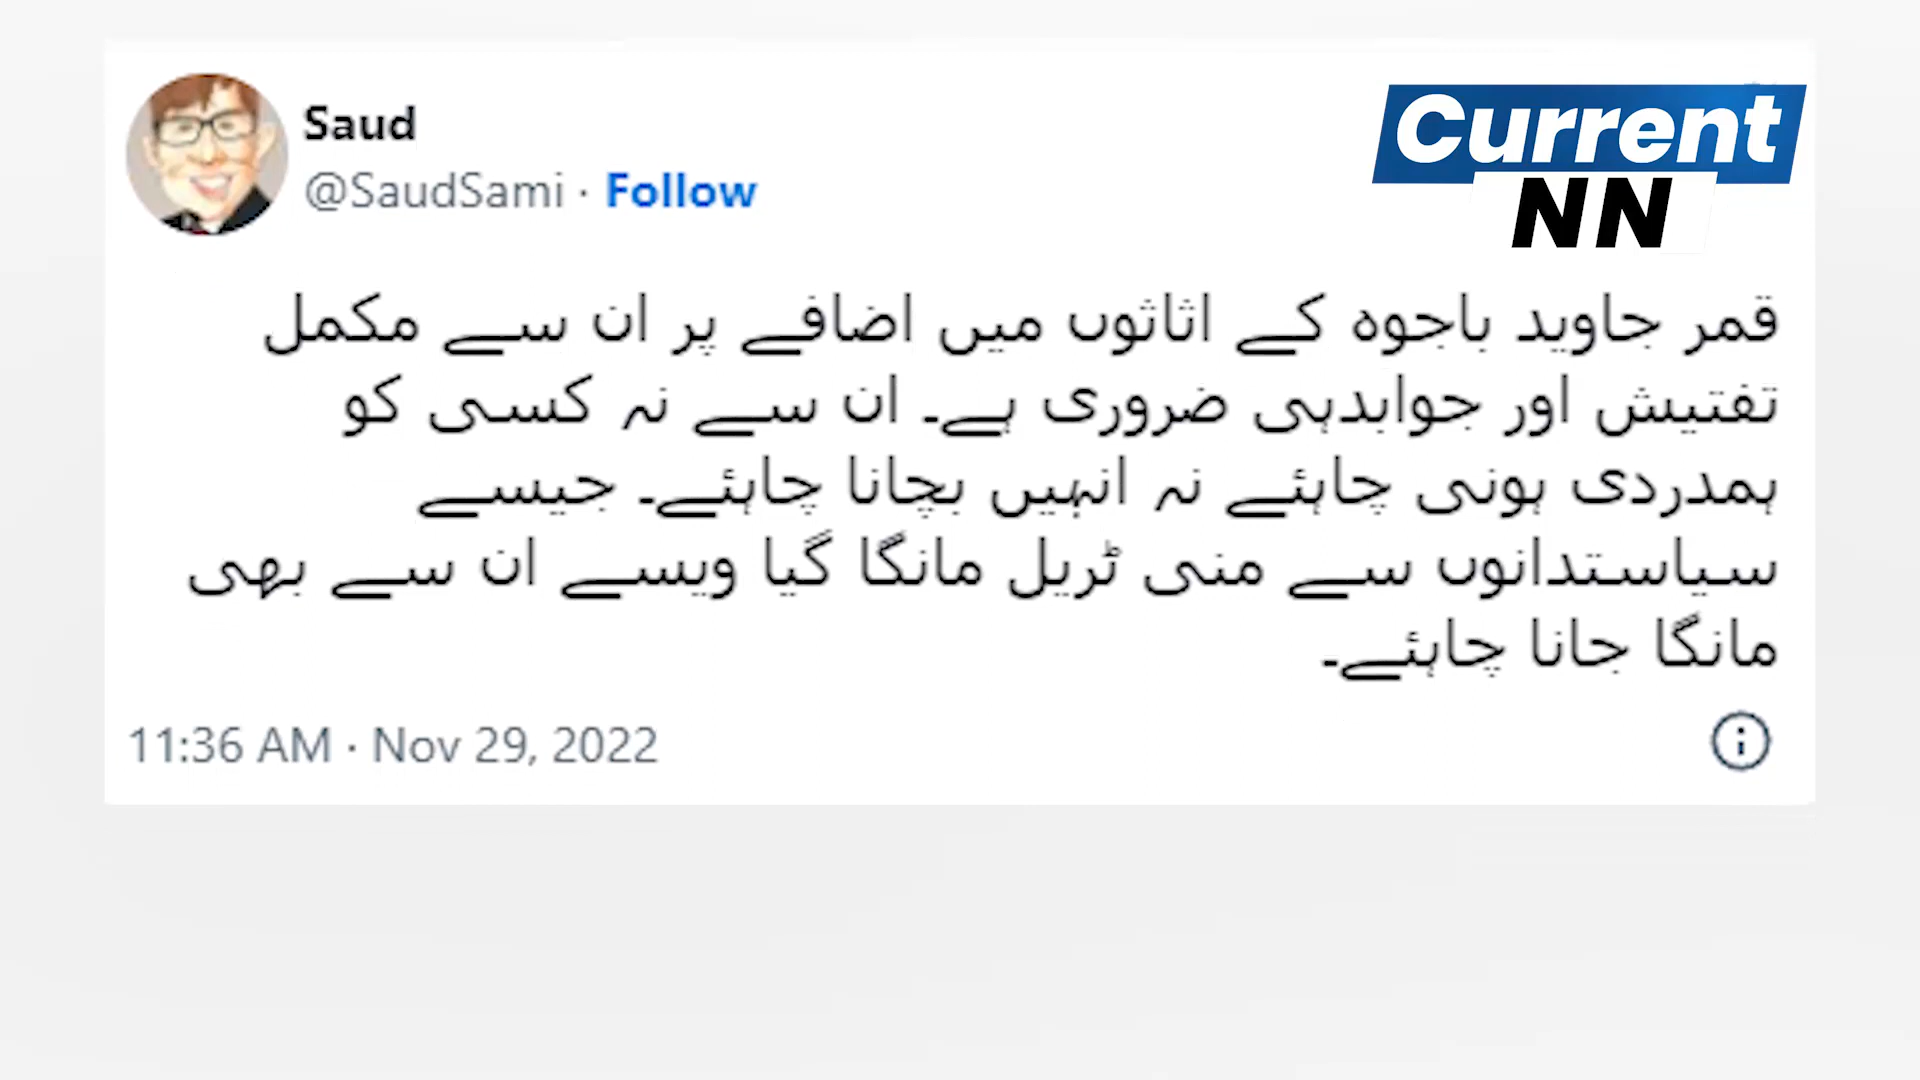 Saud
@SaudSami · Follow
Current
NN
قمر جاوید باجوہ کے اثاثوں میں اضافے پر ان سے مکمل
تفتیش اور جوابدہی ضروری ہے۔ ان سے نہ کسی کو
ہمدردی ہونی چاہئے نہ انہیں بچانا چاہئے۔ جیسے
سیاستدانوں سے منی ٹریل مانگا گیا ویسے ان سے بھی
مانگا جانا چاہئے۔
11:36 AM · Nov 29, 2022